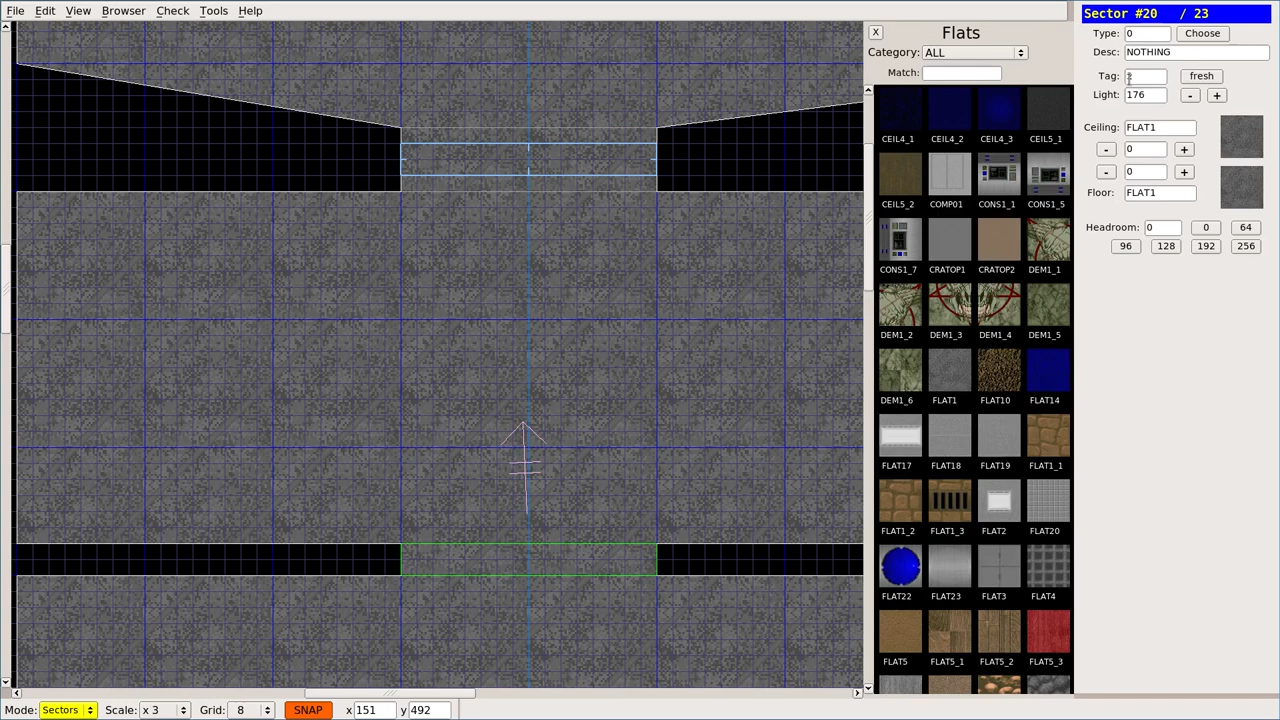 File Edit View Browser Check Tools Help
X Flats
Category: ALL
Match:
CEIL4_1 CEIL4_2 CEIL4_3 CEIL5_1
CEIL5_2 COMP01 CONS1_1 CONS1_5
CONS1_7 CRATOP1 CRATOP2 DEM1_1
DEM1_2 DEM1_3 DEM1_4 DEM1_5
DEM1_6 FLAT1 FLAT10 FLAT14
FLAT17 FLAT18 FLAT19 FLAT1_1
FLAT1_2 FLAT1_3 FLAT2 FLAT20
FLAT22 FLAT23 FLAT3 FLAT4
FLAT5 FLAT5_1 FLAT5_2 FLAT5_3
Sector #20 / 23
Type: 0 Choose
Desc: NOTHING
Tag: fresh
Light: 176 - +
Ceiling: FLAT1
- 0 +
- 0 +
Floor: FLAT1
Headroom: 0 0 64
96 128 192 256
Mode: Sectors Scale: x 3 Grid: 8 SNAP x 151 y 492